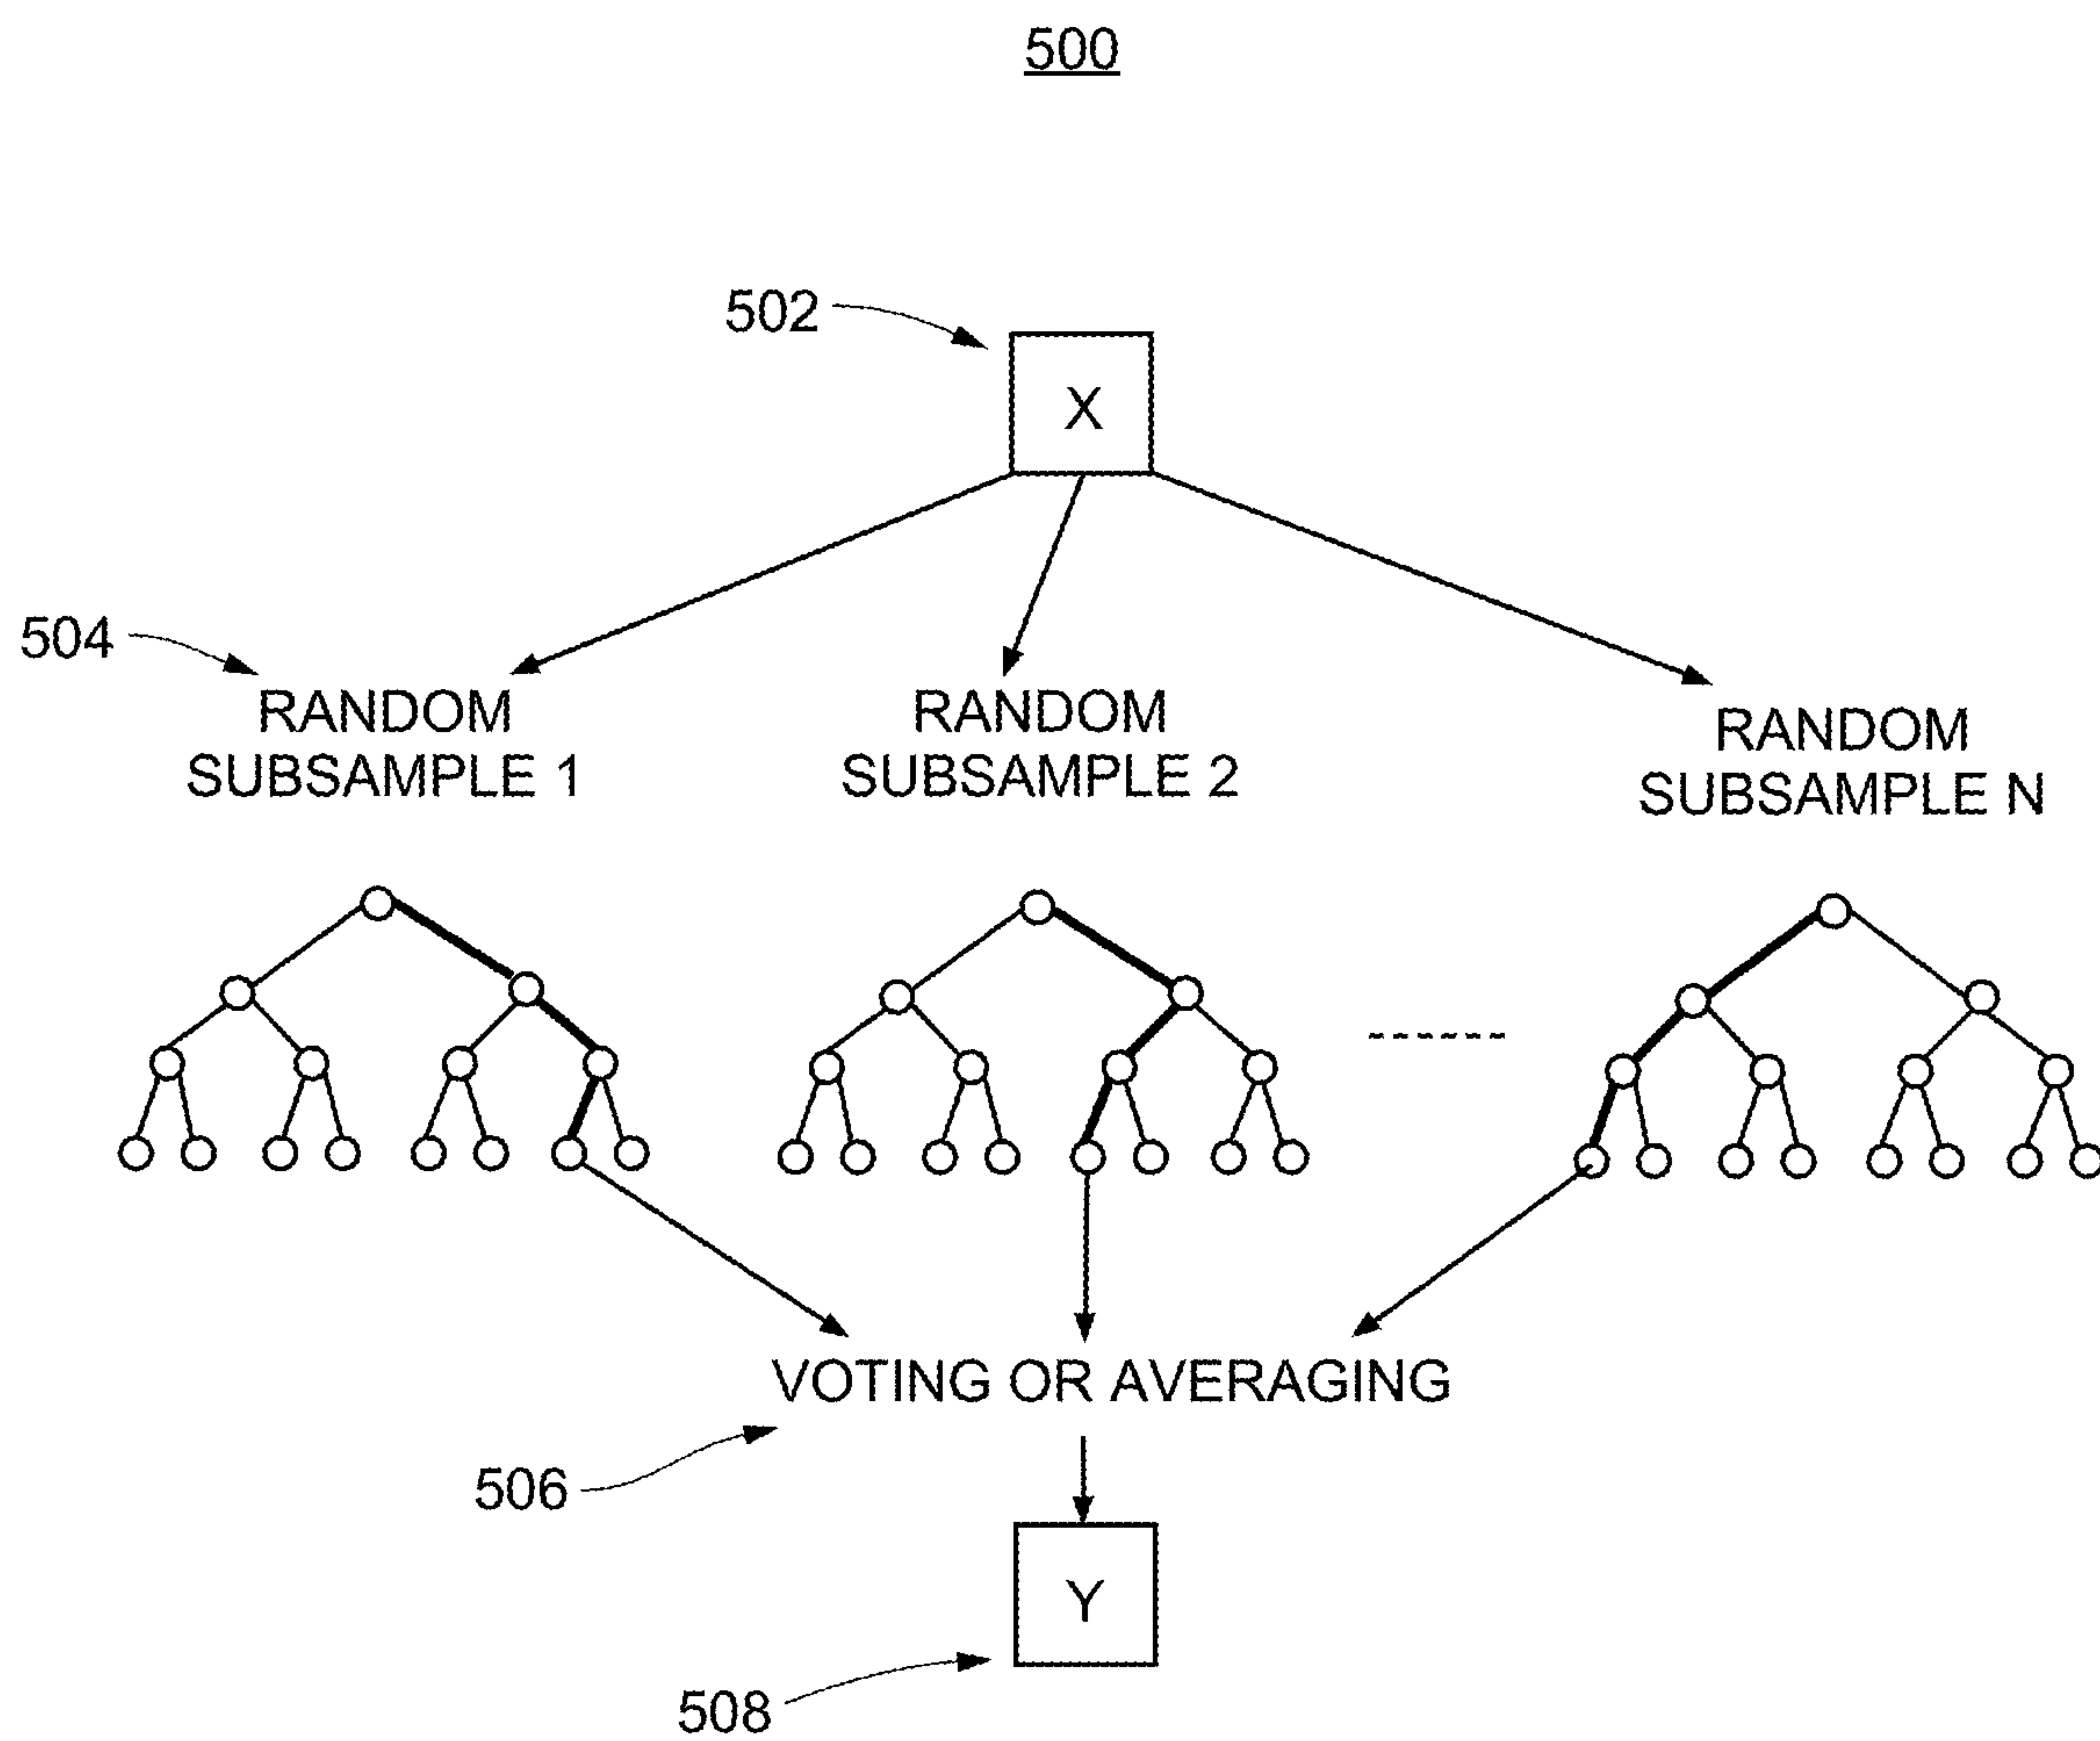 500
502
X
504
RANDOM
SUBSAMPLE 1
RANDOM
SUBSAMPLE 2
RANDOM
SUBSAMPLE N
VOTING OR AVERAGING
506
Y
508